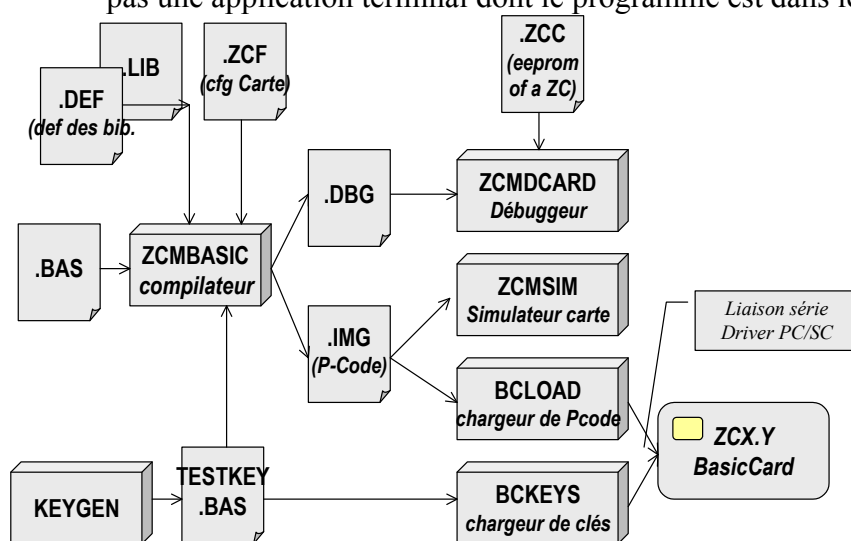 pas une application terminal dont le programme est dans le
.LIB
.DEF
(def des bib.
.ZCF
(cfg Carte)
.ZCC
(eeprom
of a ZC)
.BAS
ZCMBASIC
compilateur
.DBG
ZCMDCARD
Débuggeur
.IMG
(P-Code)
ZCMSIM
Simulateur carte
BCLOAD
chargeur de Pcode
Liaison série
Driver PC/SC
ZCX.Y
BasicCard
KEYGEN
TESTKEY
.BAS
BCKEYS
chargeur de clés